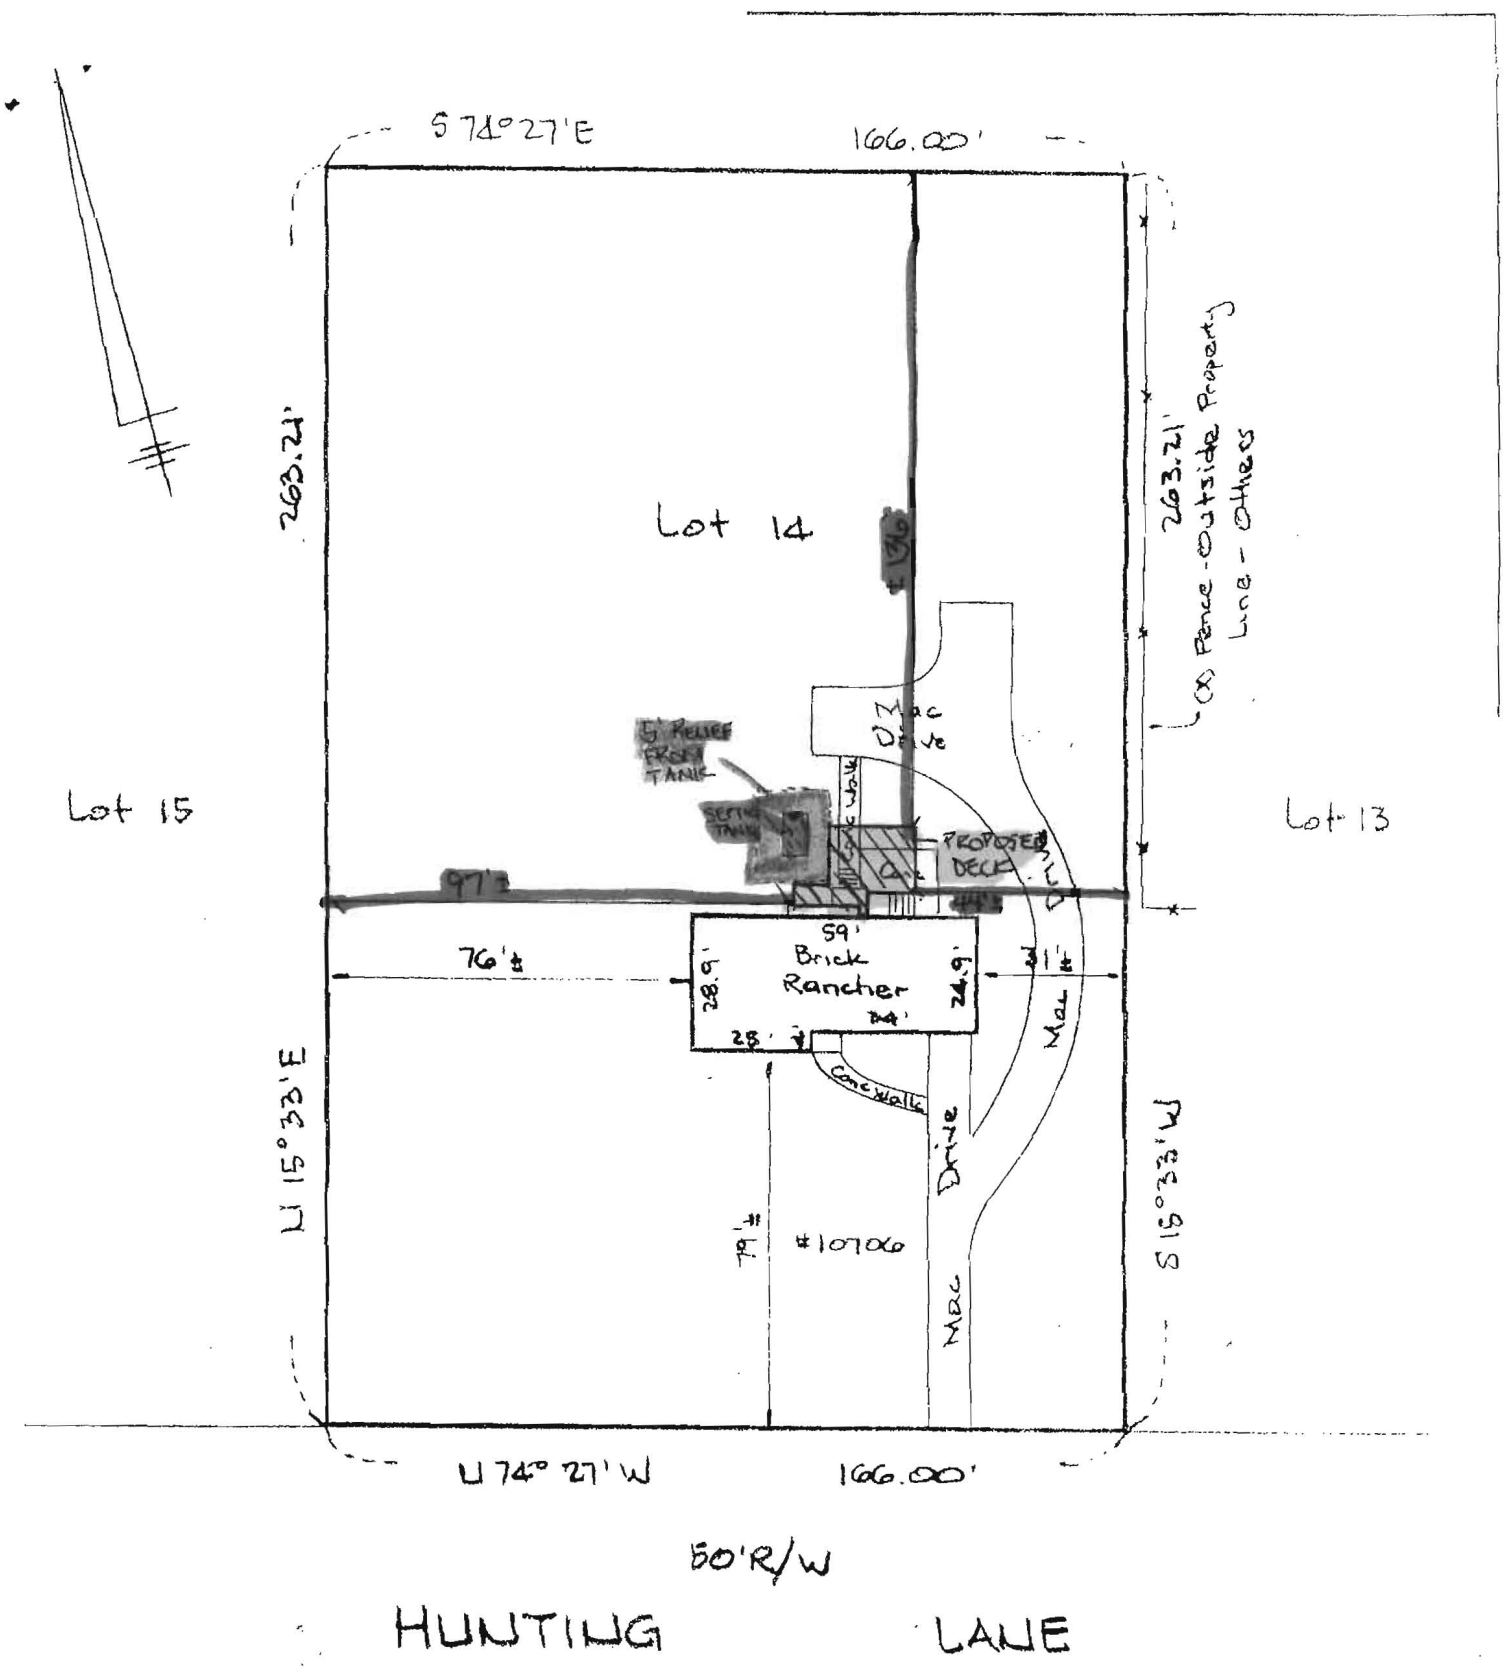 S 74° 27' E 166.00'
263.21'
263.21'
(X) Fence - Outside Property
Line - Others
Lot 14
± 136
Mac
Drive
5' RELIEF
FROM
TANK
SEPTIC
TANK
Conc Walk
PROPOSED
DECK
Lot 15
Lot 13
97'±
44'±
59'
76'±
28.9'
Brick
Rancher
24.9'
31'±
28'
Conc Walk
Mac Drive
N 15° 33' E
S 15° 33' W
79'±
#10706
Mac Drive
N 74° 27' W 166.00'
50' R/W
HUNTING LANE